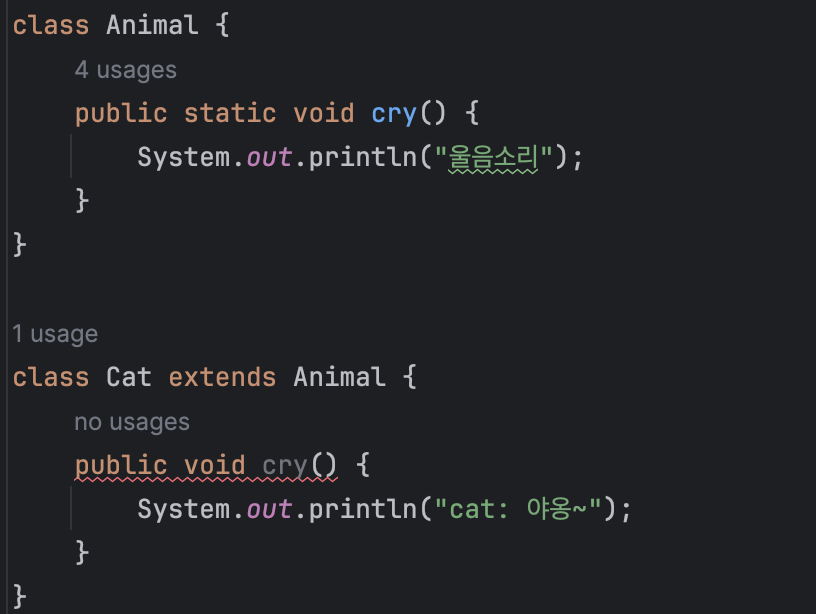 class Animal {
4 usages
public static void cry() {
System.out.println("울음소리");
}
}
1 usage
class Cat extends Animal {
no usages
public void cry() {
System.out.println("cat: 야옹~");
}
}